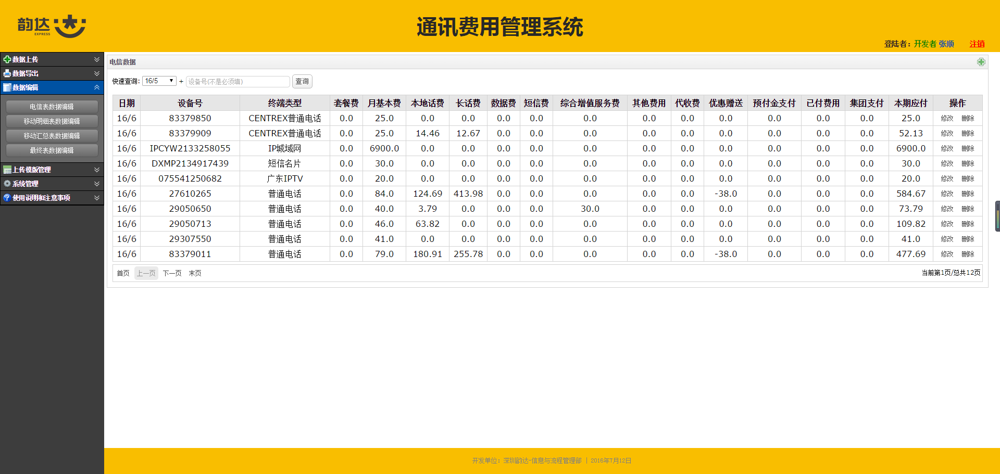 韵达
EXPRESS
通讯费用管理系统
登陆者：开发者 张顺 注销
数据上传
数据导出
数据编辑
电信表数据编辑
移动明细表数据编辑
移动汇总表数据编辑
最终表数据编辑
上传模版管理
系统管理
使用说明和注意事项
电信数据
快速查询: 16/5 + 设备号(不是必须填) 查询
日期 设备号 终端类型 套餐费 月基本费 本地话费 长话费 数据费 短信费 综合增值服务费 其他费用 代收费 优惠赠送 预付金支付 已付费用 集团支付 本期应付 操作
16/6 83379850 CENTREX普通电话 0.0 25.0 0.0 0.0 0.0 0.0 0.0 0.0 0.0 0.0 0.0 0.0 0.0 25.0 修改 删除
16/6 83379909 CENTREX普通电话 0.0 25.0 14.46 12.67 0.0 0.0 0.0 0.0 0.0 0.0 0.0 0.0 0.0 52.13 修改 删除
16/6 IPCYW2133258055 IP城域网 0.0 6900.0 0.0 0.0 0.0 0.0 0.0 0.0 0.0 0.0 0.0 0.0 0.0 6900.0 修改 删除
16/6 DXMP2134917439 短信名片 0.0 30.0 0.0 0.0 0.0 0.0 0.0 0.0 0.0 0.0 0.0 0.0 0.0 30.0 修改 删除
16/6 075541250682 广东IPTV 0.0 20.0 0.0 0.0 0.0 0.0 0.0 0.0 0.0 0.0 0.0 0.0 0.0 20.0 修改 删除
16/6 27610265 普通电话 0.0 84.0 124.69 413.98 0.0 0.0 0.0 0.0 0.0 -38.0 0.0 0.0 0.0 584.67 修改 删除
16/6 29050650 普通电话 0.0 40.0 3.79 0.0 0.0 0.0 30.0 0.0 0.0 0.0 0.0 0.0 0.0 73.79 修改 删除
16/6 29050713 普通电话 0.0 46.0 63.82 0.0 0.0 0.0 0.0 0.0 0.0 0.0 0.0 0.0 0.0 109.82 修改 删除
16/6 29307550 普通电话 0.0 41.0 0.0 0.0 0.0 0.0 0.0 0.0 0.0 0.0 0.0 0.0 0.0 41.0 修改 删除
16/6 83379011 普通电话 0.0 79.0 180.91 255.78 0.0 0.0 0.0 0.0 0.0 -38.0 0.0 0.0 0.0 477.69 修改 删除
首页 上一页 下一页 末页 当前第1页/总共12页
开发单位：深圳韵达-信息与流程管理部 | 2016年7月12日